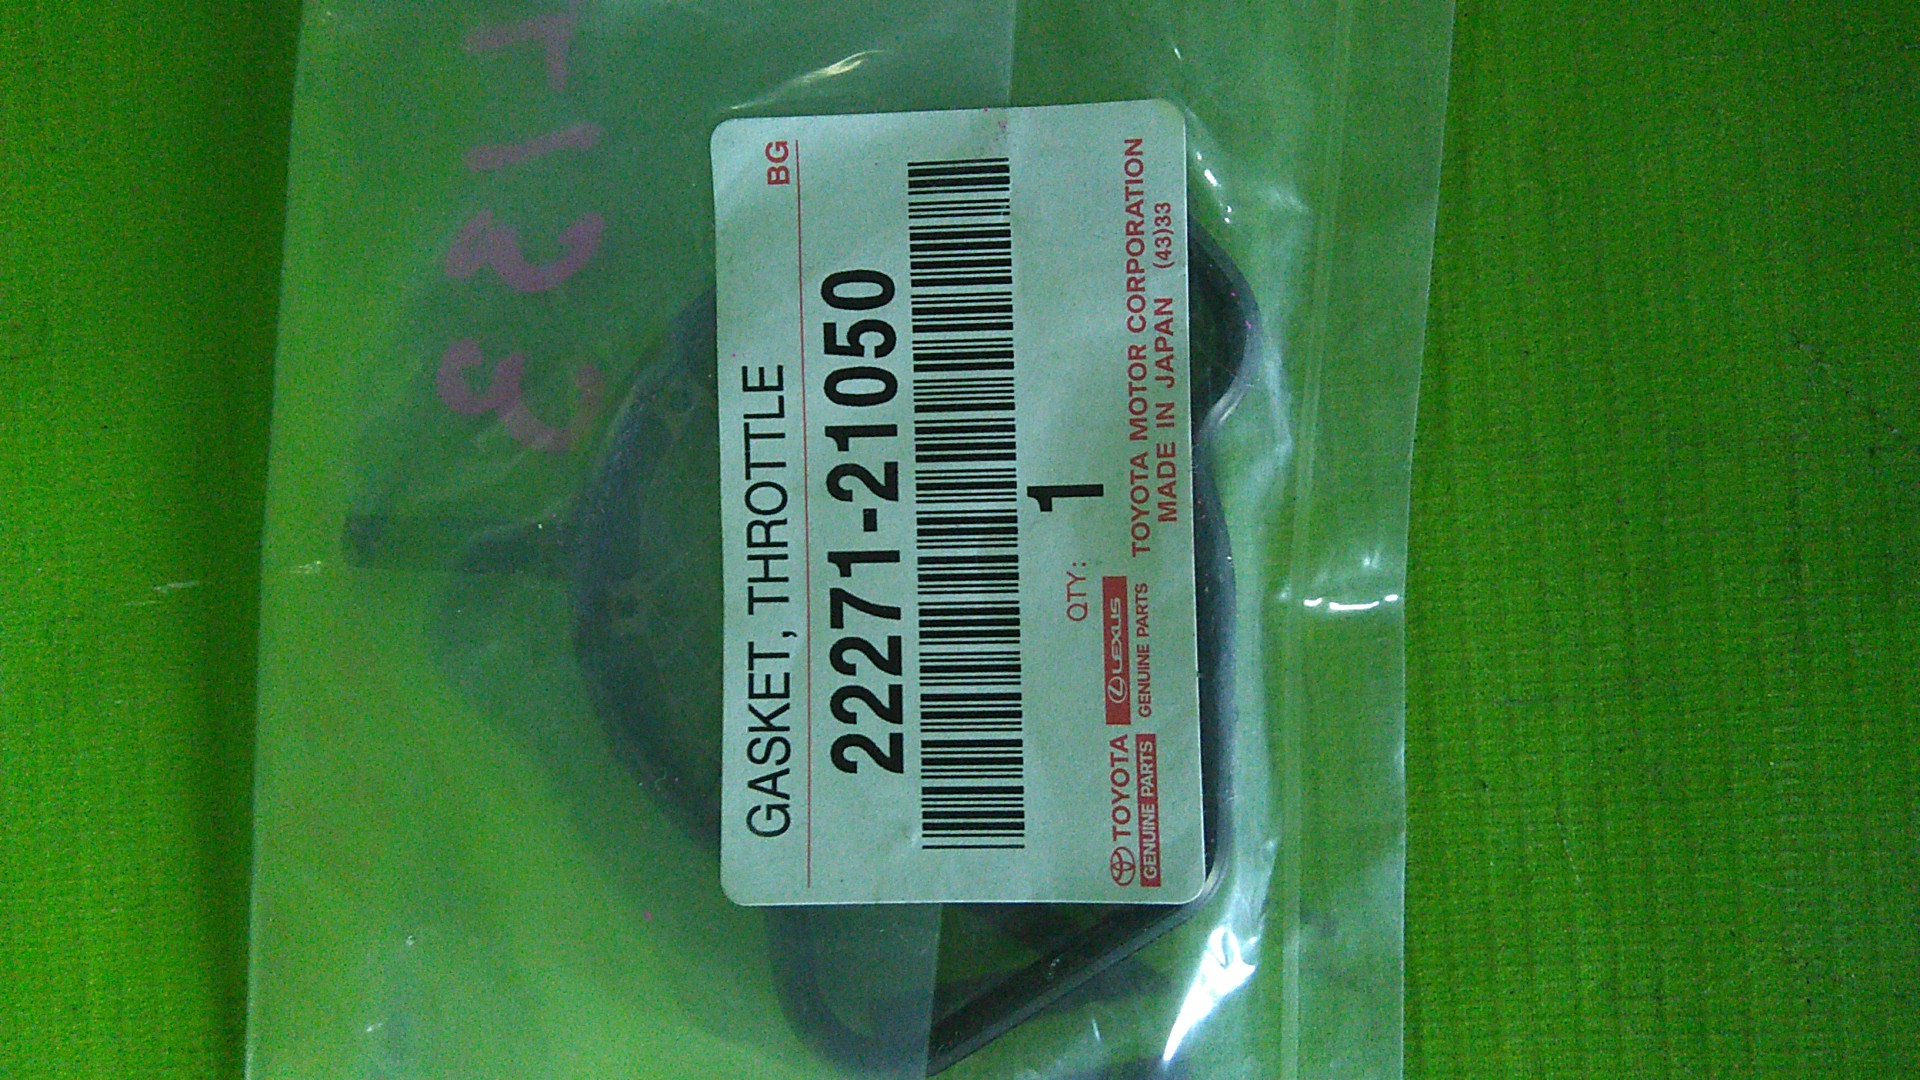 BG
GASKET, THROTTLE
22271-21050
QTY: 1
TOYOTA LEXUS TOYOTA MOTOR CORPORATION
GENUINE PARTS GENUINE PARTS MADE IN JAPAN (43)33